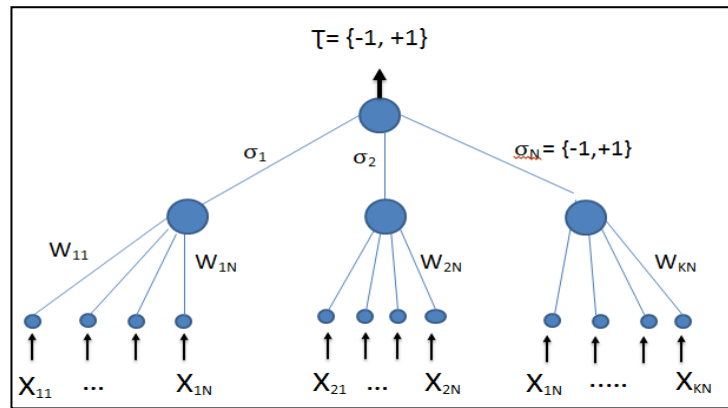 τ= {-1, +1}
σ1 σ2 σN= {-1,+1}
W11 W1N W2N WKN
X11 ... X1N X21 ... X2N X1N ..... XKN